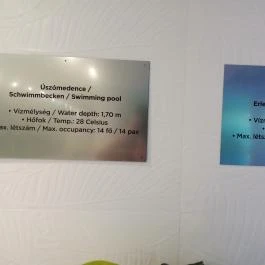 Úszómedence /
Schwimmbecken / Swimming pool
• Vízmélység / Water depth: 1,70 m
• Hőfok / Temp.: 28 Celsius
ax. létszám / Max. occupancy: 14 fő / 14 pax
Erle
• Víz
•
• Max. lét